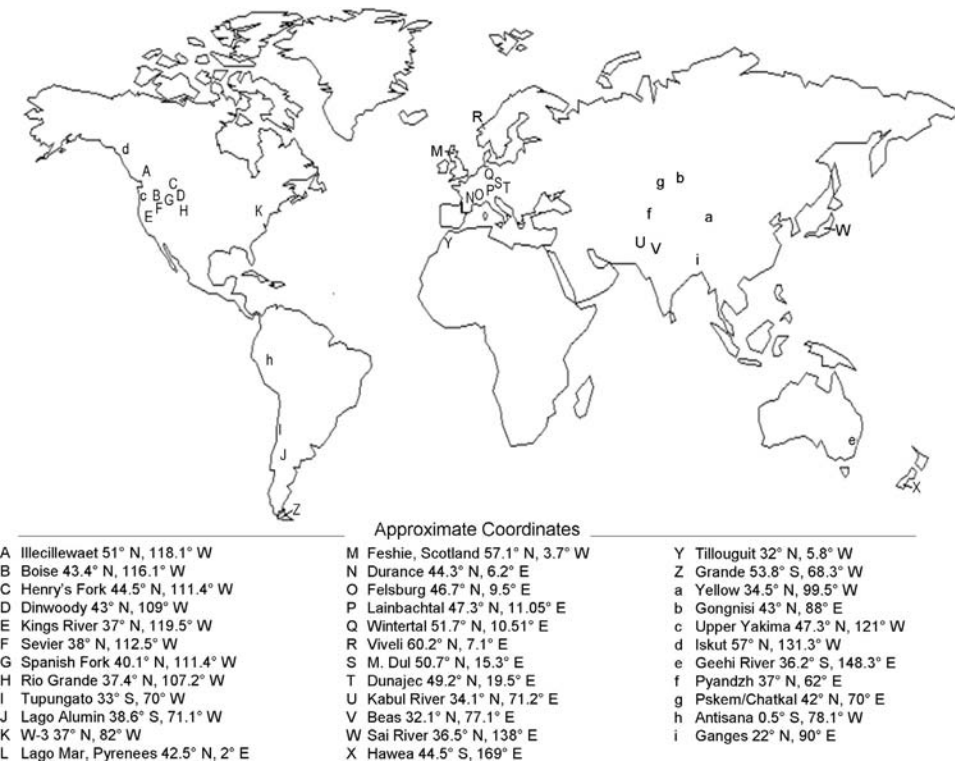 R
M
d
A
Q
g b
C
S
P T
c B G D
N O
F H
E
K
f
a
W
Y
U V
i
h
I
e
J
X
Z
Approximate Coordinates
A Illecillewaet 51° N, 118.1° W
B Boise 43.4° N, 116.1° W
C Henry's Fork 44.5° N, 111.4° W
D Dinwoody 43° N, 109° W
E Kings River 37° N, 119.5° W
F Sevier 38° N, 112.5° W
G Spanish Fork 40.1° N, 111.4° W
H Rio Grande 37.4° N, 107.2° W
I Tupungato 33° S, 70° W
J Lago Alumin 38.6° S, 71.1° W
K W-3 37° N, 82° W
L Lago Mar, Pyrenees 42.5° N, 2° E
M Feshie, Scotland 57.1° N, 3.7° W
N Durance 44.3° N, 6.2° E
O Felsburg 46.7° N, 9.5° E
P Lainbachtal 47.3° N, 11.05° E
Q Wintertal 51.7° N, 10.51° E
R Viveli 60.2° N, 7.1° E
S M. Dul 50.7° N, 15.3° E
T Dunajec 49.2° N, 19.5° E
U Kabul River 34.1° N, 71.2° E
V Beas 32.1° N, 77.1° E
W Sai River 36.5° N, 138° E
X Hawea 44.5° S, 169° E
Y Tillouguit 32° N, 5.8° W
Z Grande 53.8° S, 68.3° W
a Yellow 34.5° N, 99.5° W
b Gongnisi 43° N, 88° E
c Upper Yakima 47.3° N, 121° W
d Iskut 57° N, 131.3° W
e Geehi River 36.2° S, 148.3° E
f Pyandzh 37° N, 62° E
g Pskem/Chatkal 42° N, 70° E
h Antisana 0.5° S, 78.1° W
i Ganges 22° N, 90° E